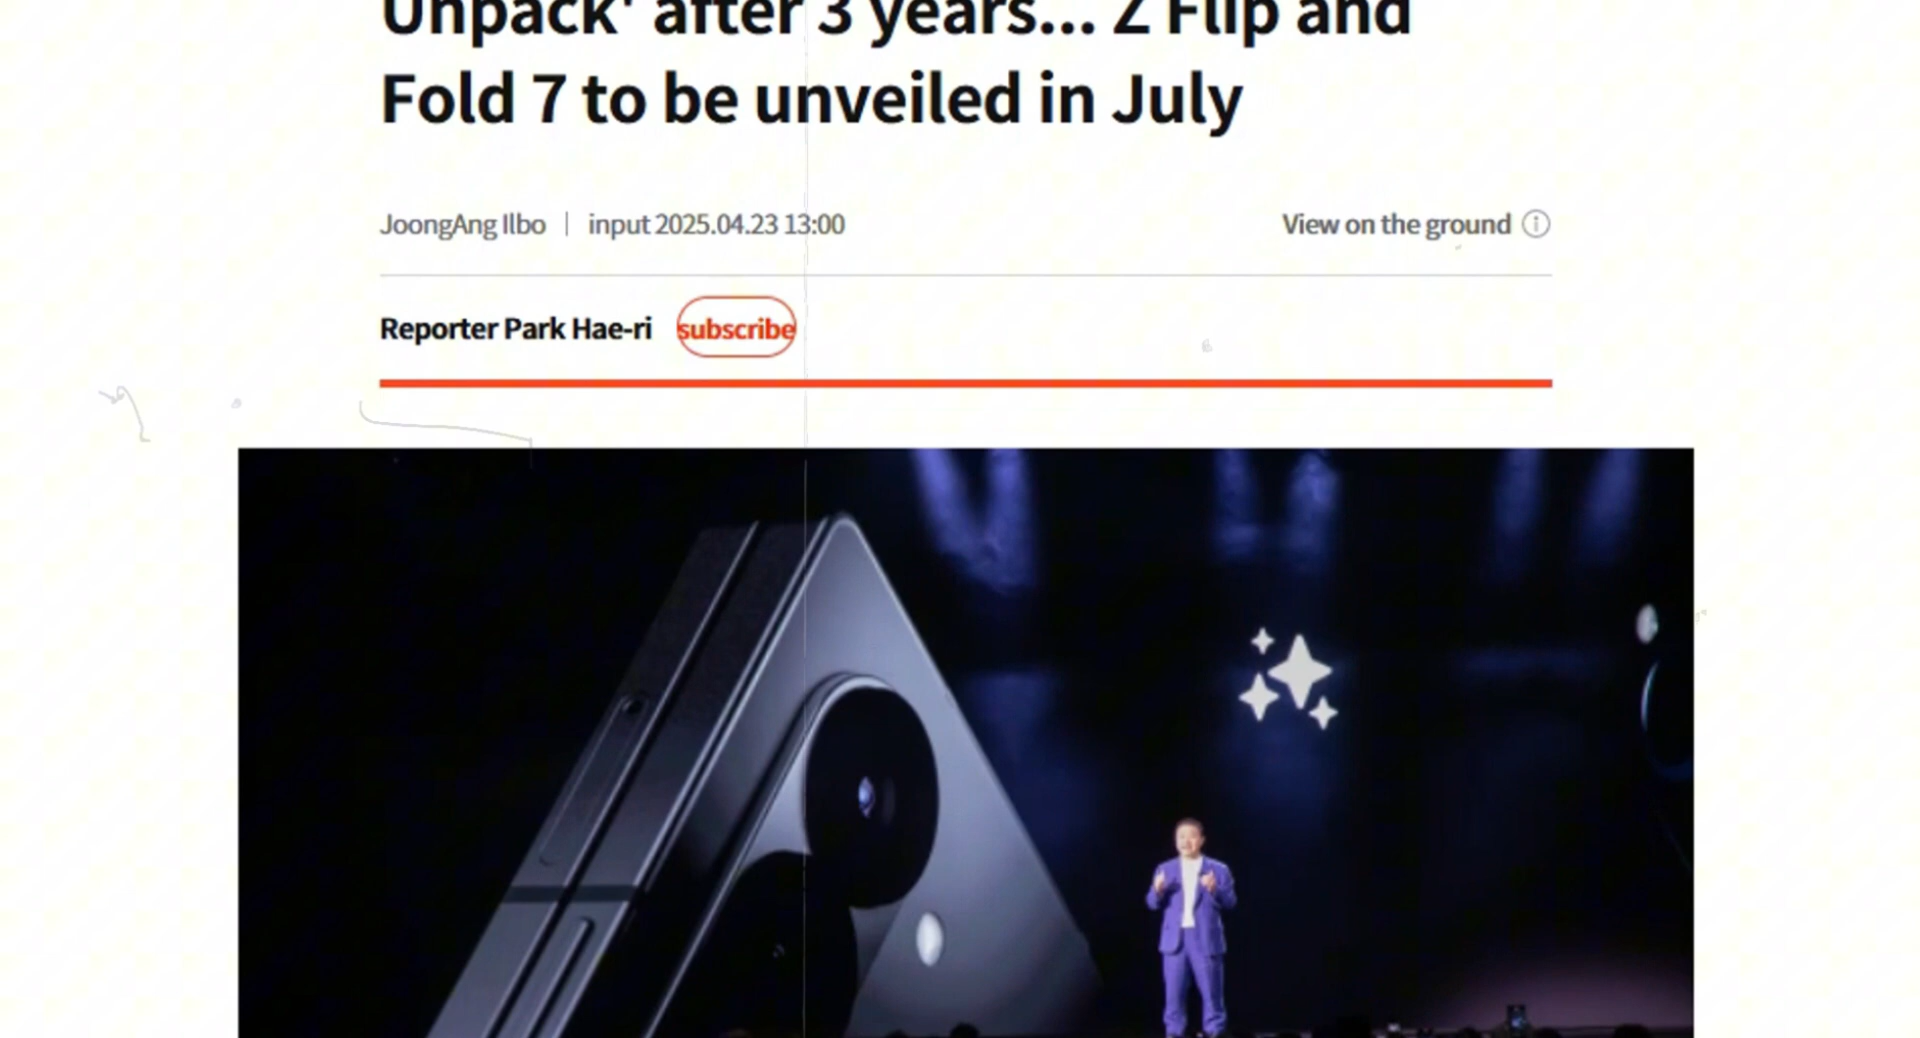 Unpack' after 3 years... Z Flip and
Fold 7 to be unveiled in July
JoongAng Ilbo | input 2025.04.23 13:00
View on the ground
Reporter Park Hae-ri
subscribe